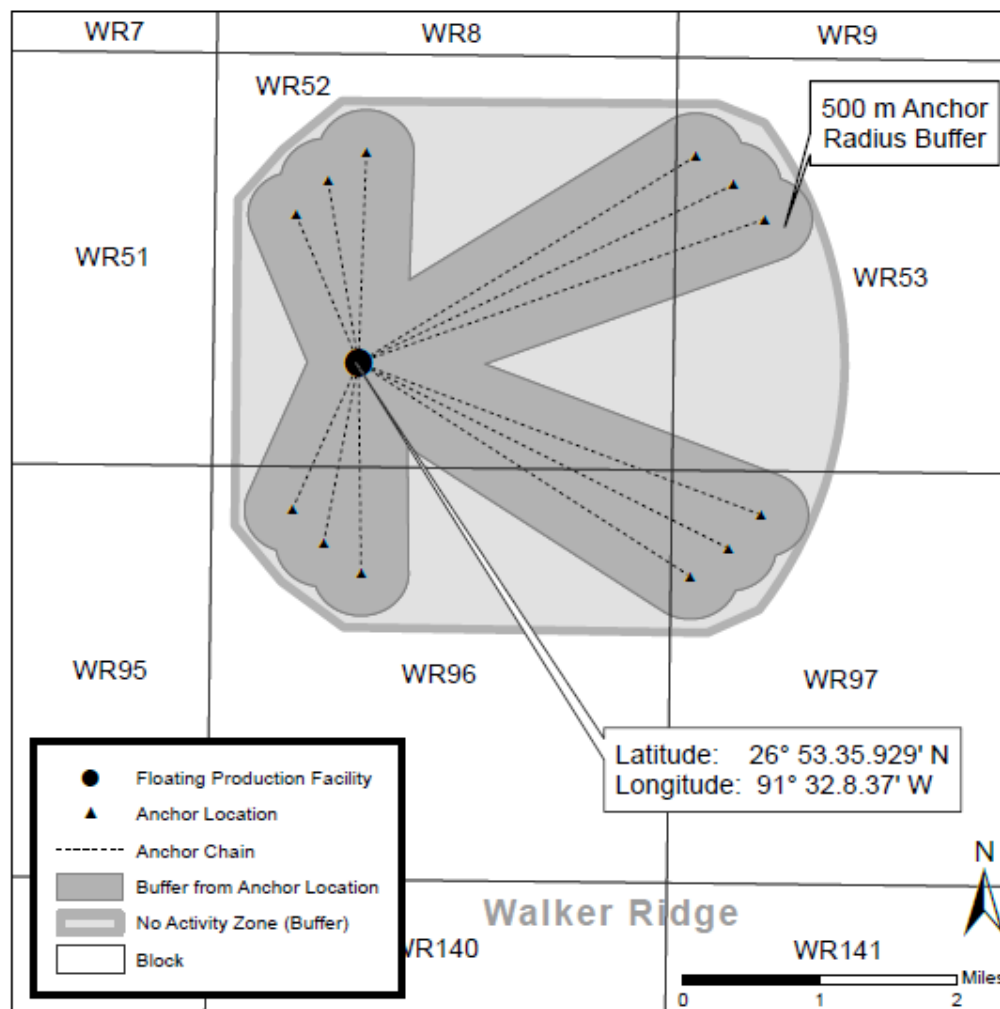 WR7
WR8
WR9
WR52
500 m Anchor
Radius Buffer
WR51
WR53
WR95
WR96
WR97
Latitude: 26° 53.35.929' N
Longitude: 91° 32.8.37' W
Floating Production Facility
Anchor Location
Anchor Chain
Buffer from Anchor Location
No Activity Zone (Buffer)
Block
Walker Ridge
N
WR140
WR141
Miles
0 1 2